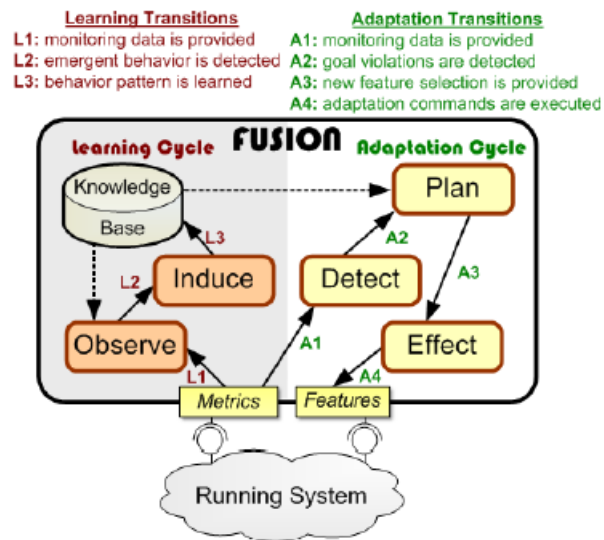 Learning Transitions
L1: monitoring data is provided
L2: emergent behavior is detected
L3: behavior pattern is learned
Adaptation Transitions
A1: monitoring data is provided
A2: goal violations are detected
A3: new feature selection is provided
A4: adaptation commands are executed
FUSION
Learning Cycle
Adaptation Cycle
Knowledge
Base
Plan
L3
A2
Induce
Detect
A3
L2
Observe
A1
Effect
L1
A4
Metrics
Features
Running System